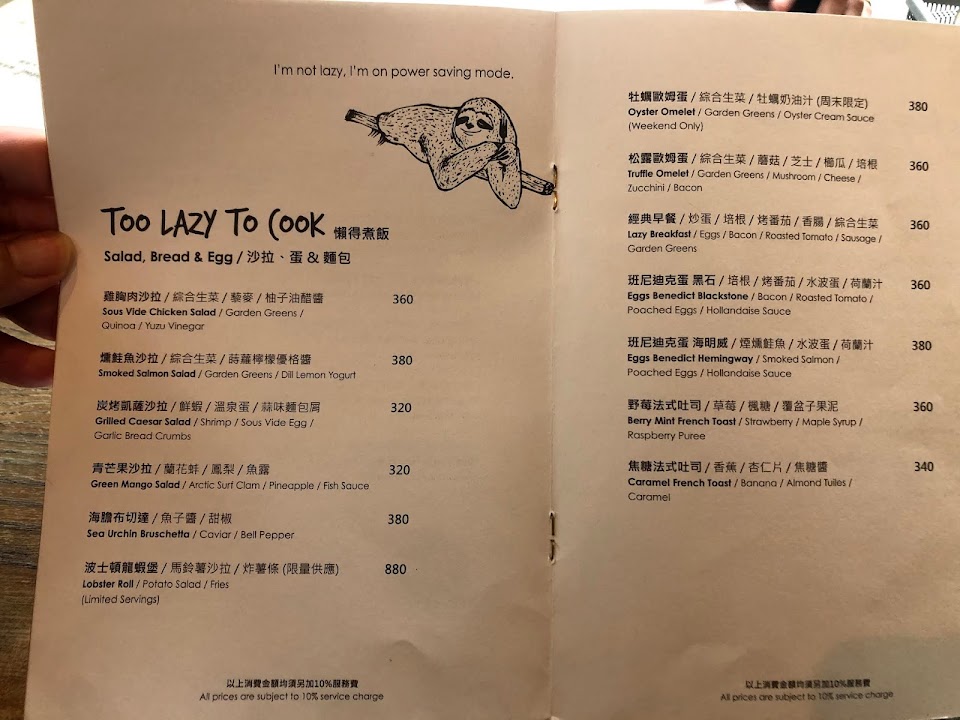 I'm not lazy, I'm on power saving mode.
TOO LAZY TO COOK 懶得煮飯
Salad, Bread & Egg / 沙拉、蛋 & 麵包
雞胸肉沙拉 / 綜合生菜 / 藜麥 / 柚子油醋醬 360
Sous Vide Chicken Salad / Garden Greens /
Quinoa / Yuzu Vinegar
燻鮭魚沙拉 / 綜合生菜 / 蒔蘿檸檬優格醬 380
Smoked Salmon Salad / Garden Greens / Dill Lemon Yogurt
炭烤凱薩沙拉 / 鮮蝦 / 溫泉蛋 / 蒜味麵包屑 320
Grilled Caesar Salad / Shrimp / Sous Vide Egg /
Garlic Bread Crumbs
青芒果沙拉 / 蘭花蚌 / 鳳梨 / 魚露 320
Green Mango Salad / Arctic Surf Clam / Pineapple / Fish Sauce
海膽布切達 / 魚子醬 / 甜椒 380
Sea Urchin Bruschetta / Caviar / Bell Pepper
波士頓龍蝦堡 / 馬鈴薯沙拉 / 炸薯條 (限量供應) 880
Lobster Roll / Potato Salad / Fries
(Limited Servings)
以上消費金額均須另加10%服務費
All prices are subject to 10% service charge
牡蠣歐姆蛋 / 綜合生菜 / 牡蠣奶油汁 (周末限定) 380
Oyster Omelet / Garden Greens / Oyster Cream Sauce
(Weekend Only)
松露歐姆蛋 / 綜合生菜 / 蘑菇 / 芝士 / 櫛瓜 / 培根 360
Truffle Omelet / Garden Greens / Mushroom / Cheese /
Zucchini / Bacon
經典早餐 / 炒蛋 / 培根 / 烤番茄 / 香腸 / 綜合生菜 360
Lazy Breakfast / Eggs / Bacon / Roasted Tomato / Sausage /
Garden Greens
班尼迪克蛋 黑石 / 培根 / 烤番茄 / 水波蛋 / 荷蘭汁 360
Eggs Benedict Blackstone / Bacon / Roasted Tomato /
Poached Eggs / Hollandaise Sauce
班尼迪克蛋 海明威 / 煙燻鮭魚 / 水波蛋 / 荷蘭汁 380
Eggs Benedict Hemingway / Smoked Salmon /
Poached Eggs / Hollandaise Sauce
野莓法式吐司 / 草莓 / 楓糖 / 覆盆子果泥 360
Berry Mint French Toast / Strawberry / Maple Syrup /
Raspberry Puree
焦糖法式吐司 / 香蕉 / 杏仁片 / 焦糖醬 340
Caramel French Toast / Banana / Almond Tuiles /
Caramel
以上消費金額均須另加10%服務費
All prices are subject to 10% service charge